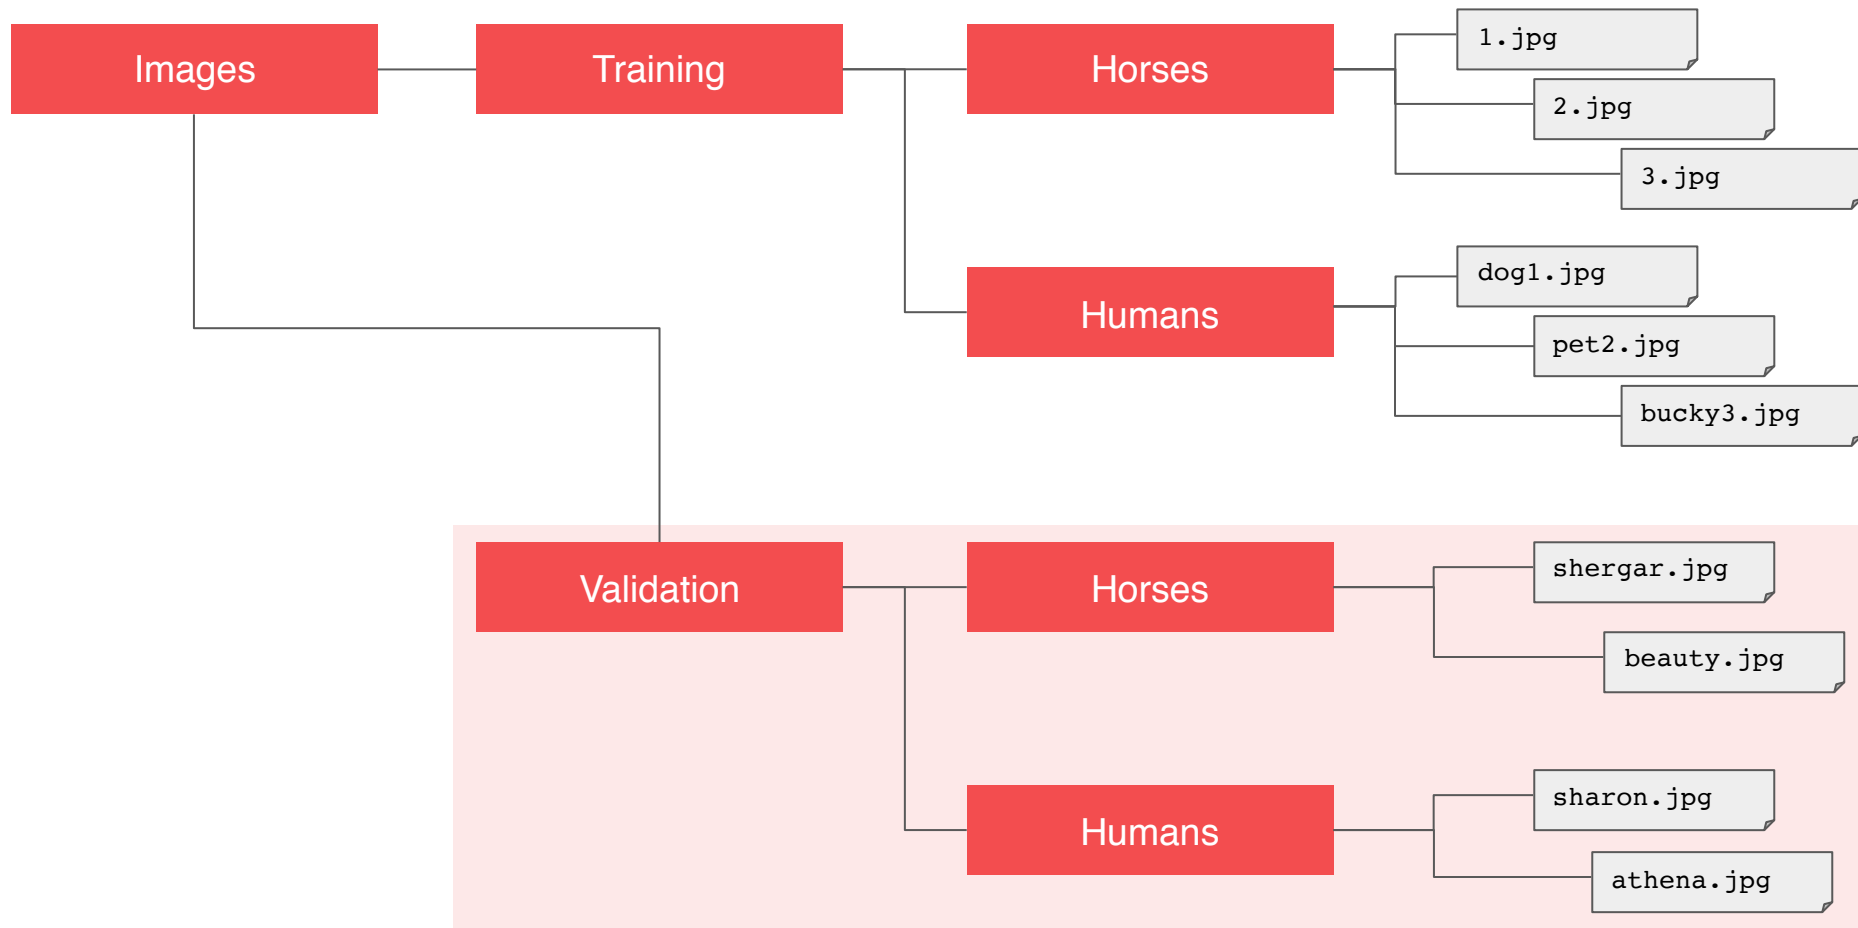 Images
Training
Horses
1.jpg
2.jpg
3.jpg
Humans
dog1.jpg
pet2.jpg
bucky3.jpg
Validation
Horses
shergar.jpg
beauty.jpg
Humans
sharon.jpg
athena.jpg